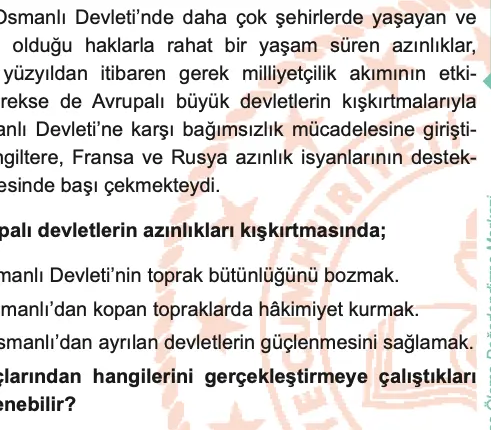 Osmanlı Devleti’nde daha çok şehirlerde yaşayan ve
olduğu haklarla rahat bir yaşam süren azınlıklar,
yüzyıldan itibaren gerek milliyetçilik akımının etki-
rekse de Avrupalı büyük devletlerin kışkırtmalarıyla
anlı Devleti’ne karşı bağımsızlık mücadelesine girişti-
ngiltere, Fransa ve Rusya azınlık isyanlarının destek-
esinde başı çekmekteydi.
palı devletlerin azınlıkları kışkırtmasında;
smanlı Devleti’nin toprak bütünlüğünü bozmak.
smanlı’dan kopan topraklarda hâkimiyet kurmak.
smanlı’dan ayrılan devletlerin güçlenmesini sağlamak.
çlarından hangilerini gerçekleştirmeye çalıştıkları
enebilir?